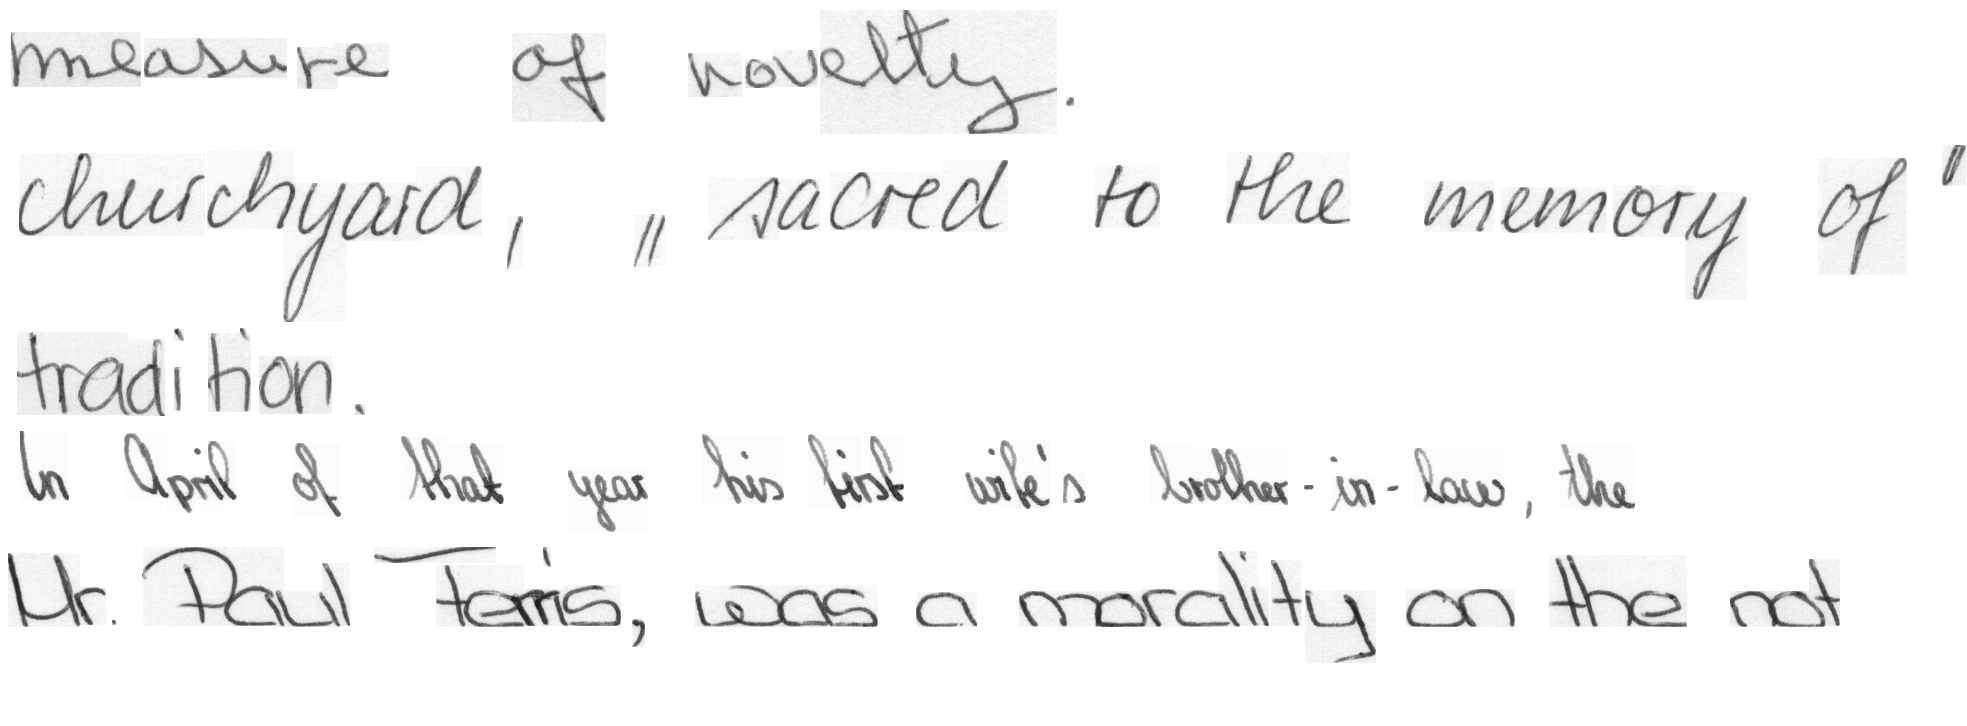 measure of novelty.
churchyard, "sacred to the memory of"
tradition.
In April of that year his first wife's brother-in-law, the
Mr. Paul Ferris, was a morality on the not